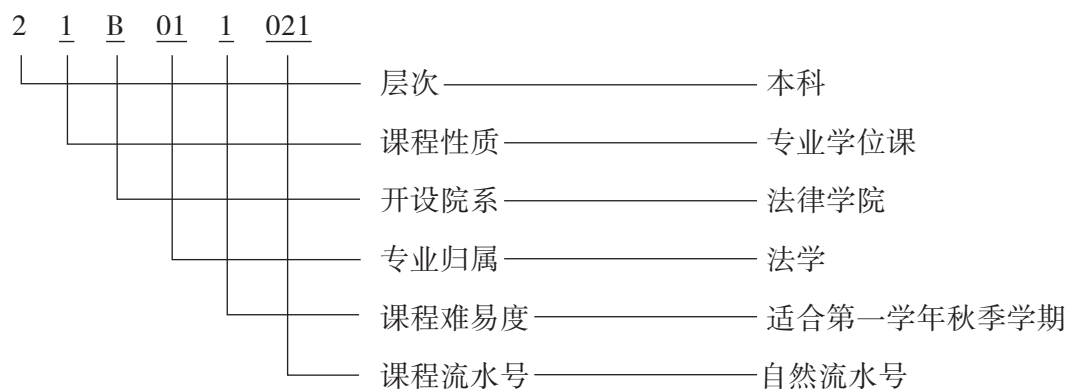 2 1 B 01 1 021
层次 本科
课程性质 专业学位课
开设院系 法律学院
专业归属 法学
课程难易度 适合第一学年秋季学期
课程流水号 自然流水号